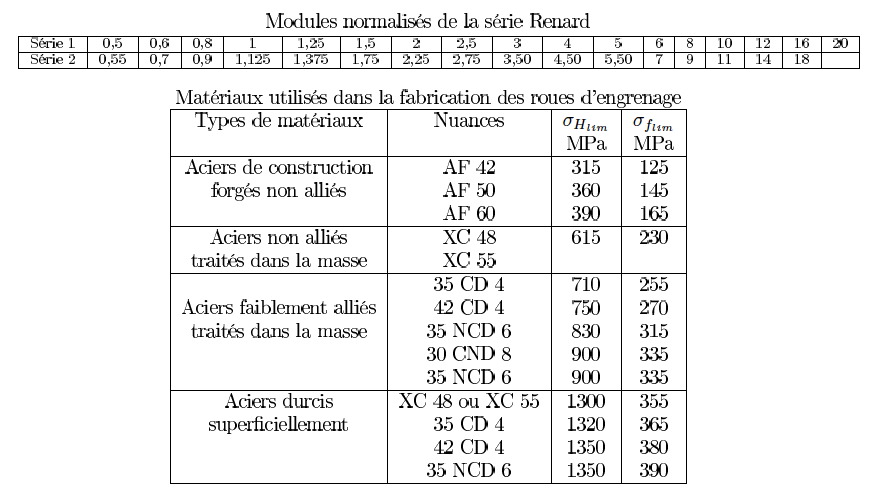 Modules normalisés de la série Renard
Série 1 0,5 0,6 0,8 1 1,25 1,5 2 2,5 3 4 5 6 8 10 12 16 20
Série 2 0,55 0,7 0,9 1,125 1,375 1,75 2,25 2,75 3,50 4,50 5,50 7 9 11 14 18
Matériaux utilisés dans la fabrication des roues d'engrenage
Types de matériaux Nuances σ_{H_{lim}} σ_{f_{lim}}
MPa MPa
Aciers de construction AF 42 315 125
forgés non alliés AF 50 360 145
AF 60 390 165
Aciers non alliés XC 48 615 230
traités dans la masse XC 55
35 CD 4 710 255
Aciers faiblement alliés 42 CD 4 750 270
traités dans la masse 35 NCD 6 830 315
30 CND 8 900 335
35 NCD 6 900 335
Aciers durcis XC 48 ou XC 55 1300 355
superficiellement 35 CD 4 1320 365
42 CD 4 1350 380
35 NCD 6 1350 390